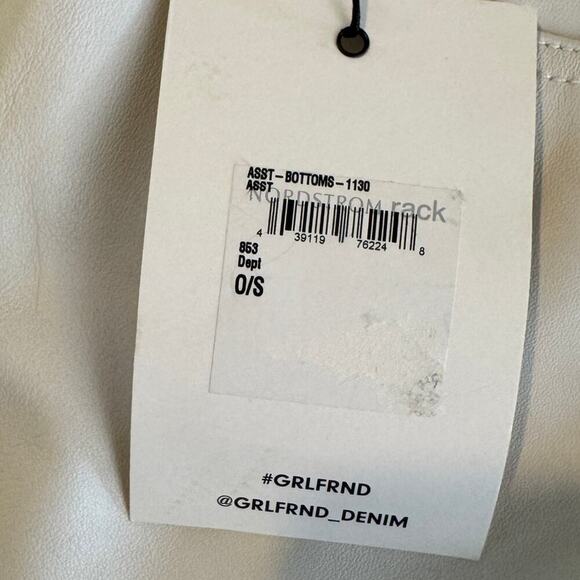 ASST-BOTTOMS-1130
ASST
NORDSTROM rack
4 39119 76224 8
853
Dept
O/S
#GRLFRND
@GRLFRND_DENIM